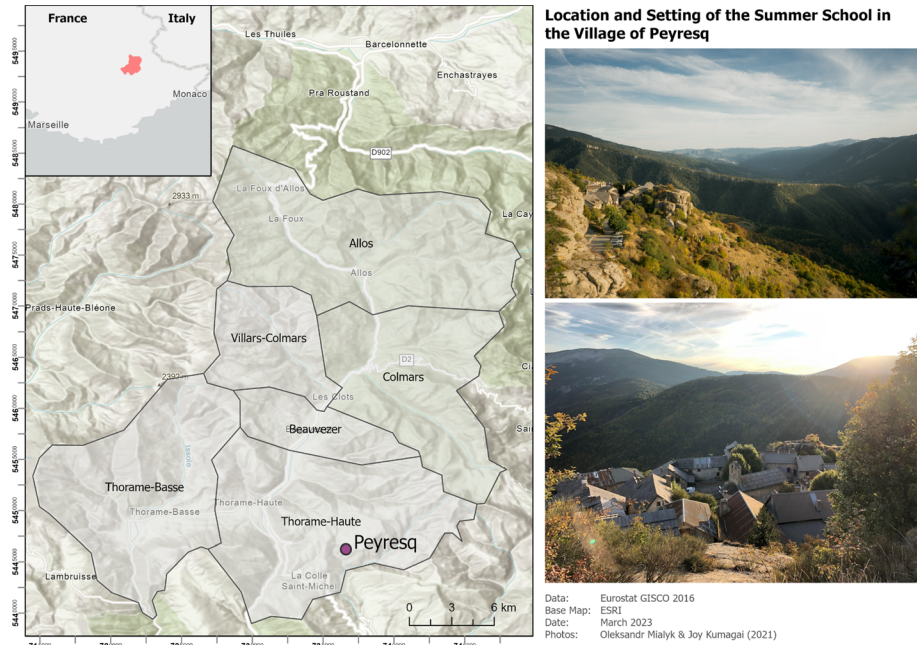 Location and Setting of the Summer School in
the Village of Peyresq
France
Italy
Monaco
Marseille
Les Thuiles
Barcelonnette
Enchastrayes
Pra Roustand
D902
2933 m
La Foux d'Allos
La Foux
La Cay
Allos
Allos
Prads-Haute-Bléone
Villars-Colmars
D2
2392 m
Colmars
Les Clots
Beauvezer
Issole
Thorame-Basse
Thorame-Basse
Thorame-Haute
Thorame-Haute
Peyresq
Lambruisse
La Colle
Saint-Michel
0 3 6 km
Data: Eurostat GISCO 2016
Base Map: ESRI
Date: March 2023
Photos: Oleksandr Mialyk & Joy Kumagai (2021)